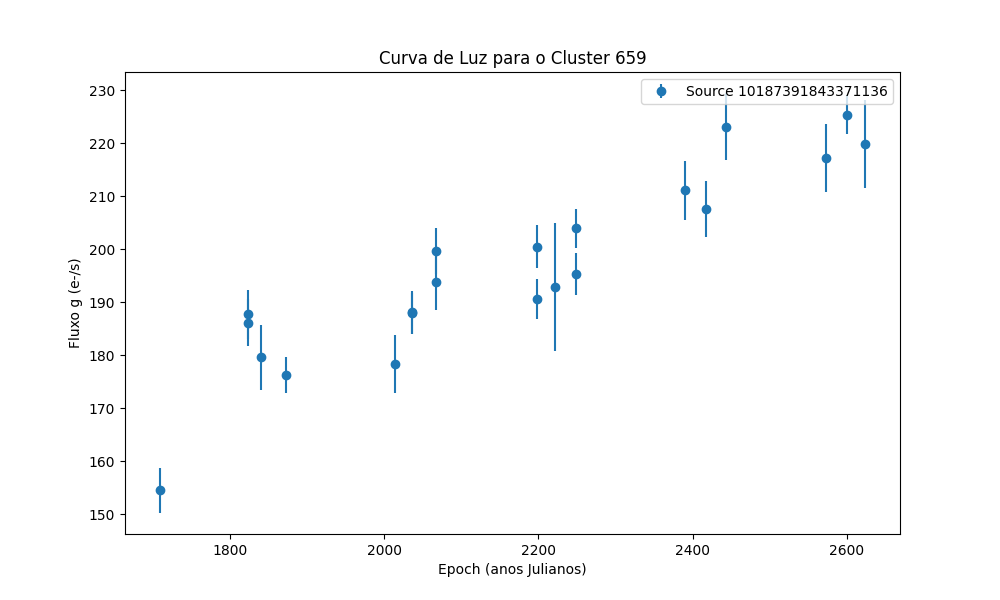 Curva de Luz para o Cluster 659
Source 10187391843371136
230
220
210
200
190
180
170
160
150
Fluxo g (e-/s)
1800 2000 2200 2400 2600
Epoch (anos Julianos)